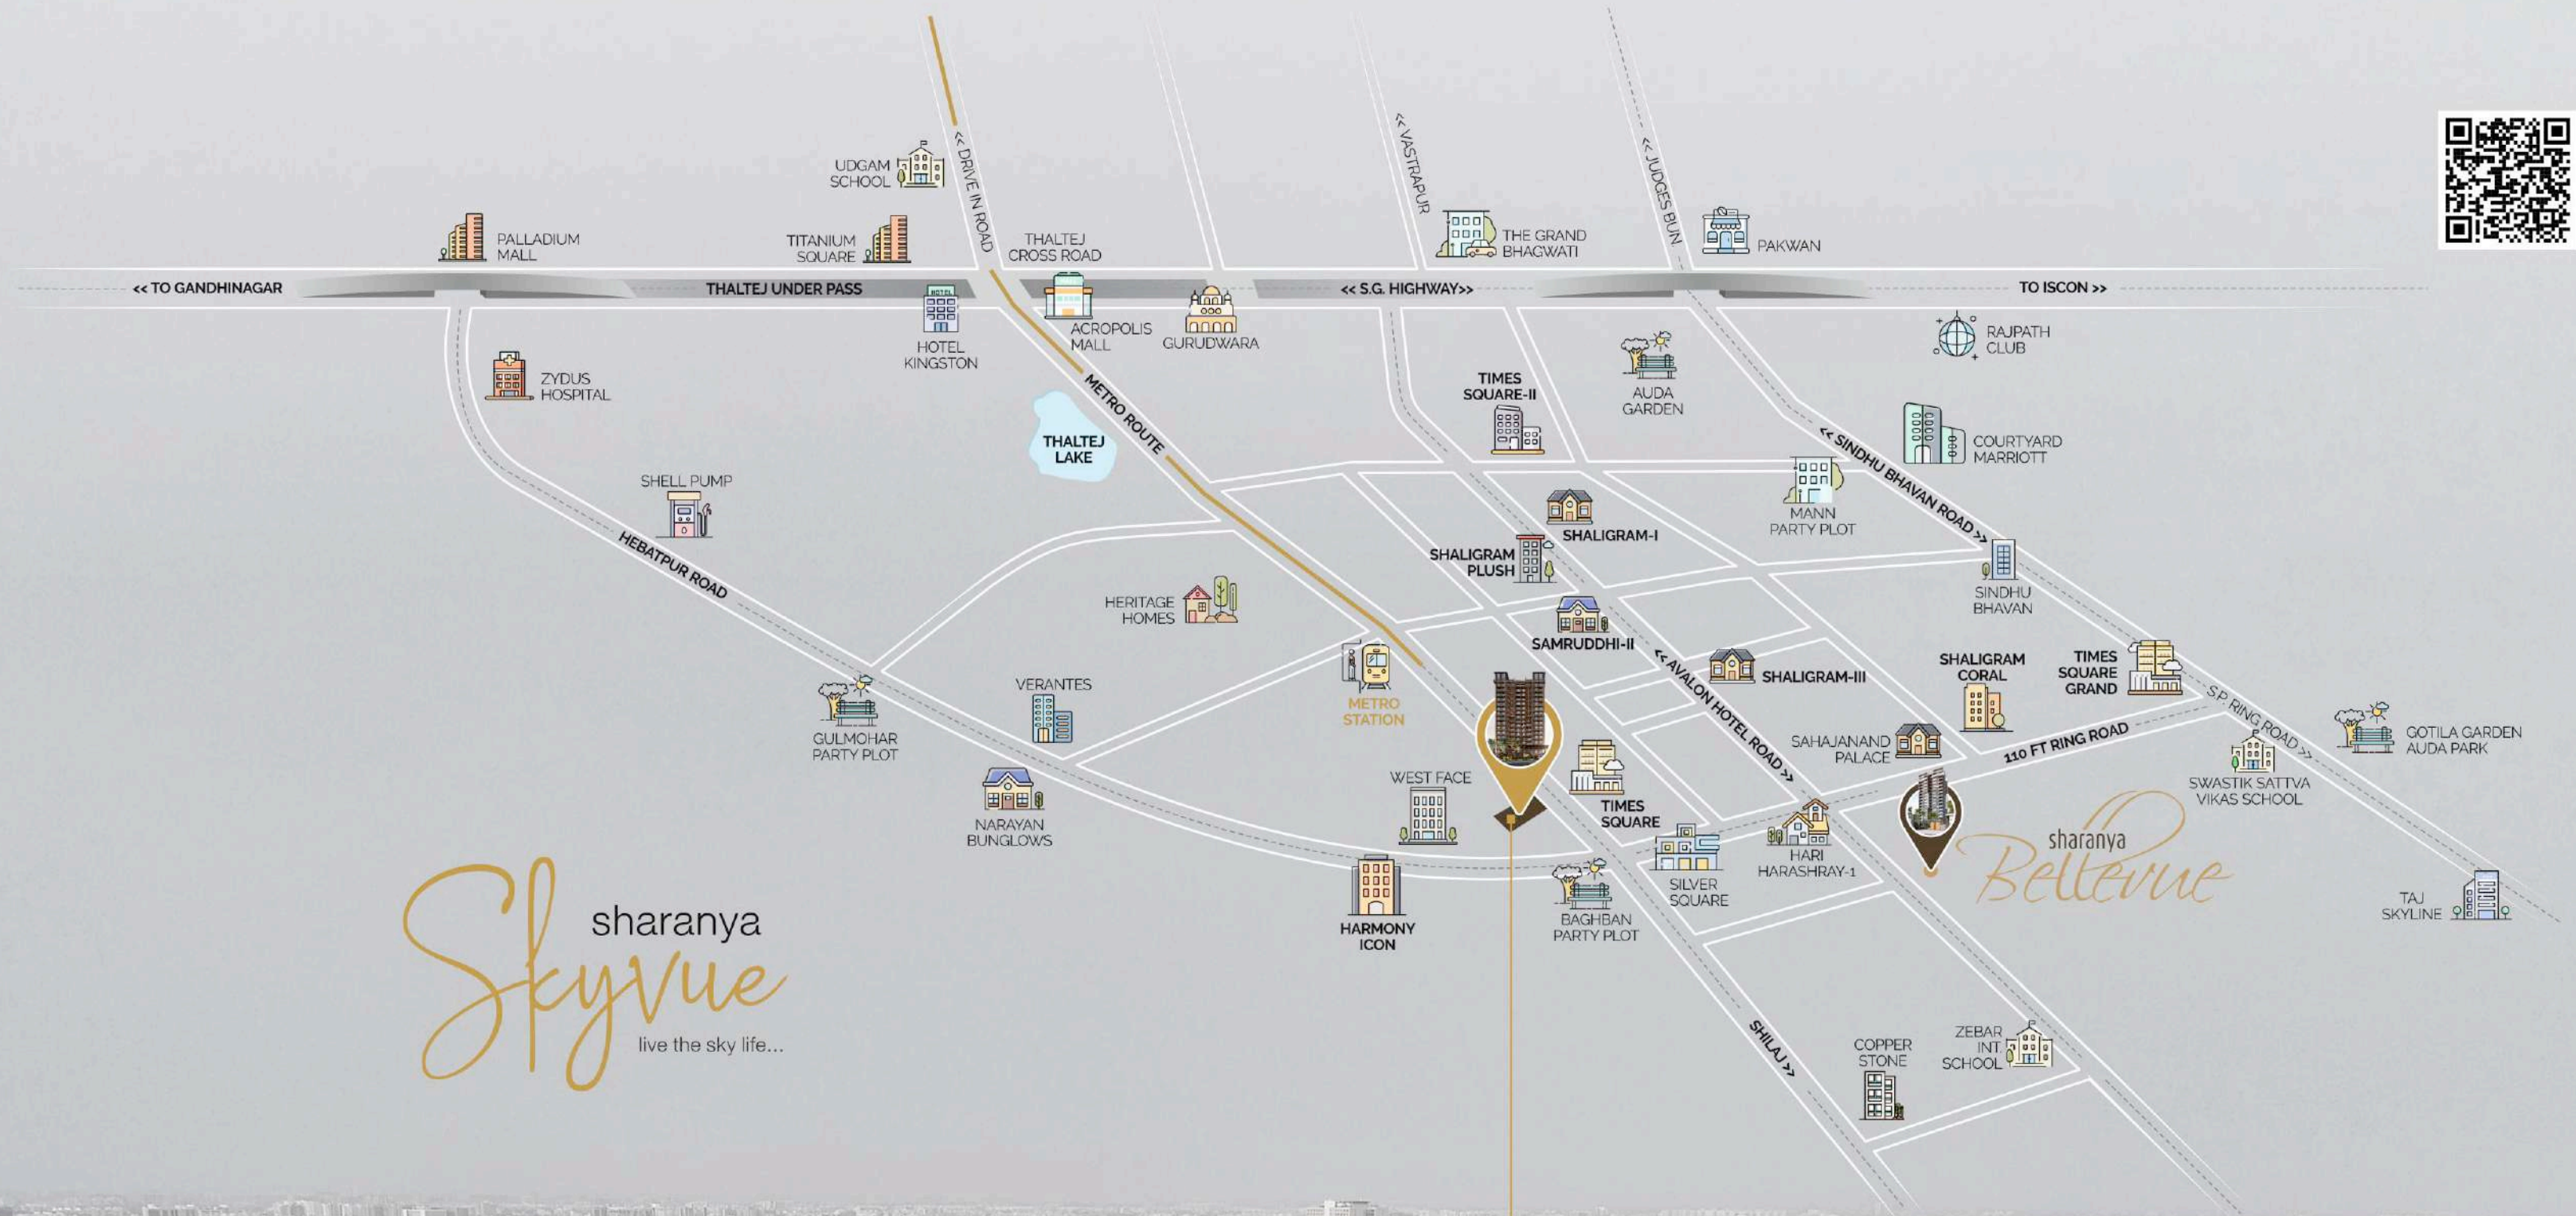 << DRIVE IN ROAD
<< VASTRAPUR
<< JUDGES BUN.
UDGAM
SCHOOL
PALLADIUM
MALL
TITANIUM
SQUARE
THALTEJ
CROSS ROAD
THE GRAND
BHAGWATI
PAKWAN
<< TO GANDHINAGAR
THALTEJ UNDER PASS
<< S.G. HIGHWAY>>
TO ISCON >>
HOTEL
HOTEL
KINGSTON
ACROPOLIS
MALL
GURUDWARA
RAJPATH
CLUB
ZYDUS
HOSPITAL
METRO ROUTE
TIMES
SQUARE-II
AUDA
GARDEN
THALTEJ
LAKE
<< SINDHU BHAVAN ROAD >>
COURTYARD
MARRIOTT
SHELL PUMP
MANN
PARTY PLOT
HEBATPUR ROAD
SHALIGRAM-I
SHALIGRAM
PLUSH
SINDHU
BHAVAN
HERITAGE
HOMES
SAMRUDDHI-II
<< AVALON HOTEL ROAD >>
SHALIGRAM-III
SHALIGRAM
CORAL
TIMES
SQUARE
GRAND
S.P. RING ROAD >>
VERANTES
METRO
STATION
GULMOHAR
PARTY PLOT
SAHAJANAND
PALACE
110 FT RING ROAD
GOTILA GARDEN
AUDA PARK
SWASTIK SATTVA
VIKAS SCHOOL
WEST FACE
TIMES
SQUARE
NARAYAN
BUNGLOWS
HARI
HARASHRAY-1
sharanya
Bellevue
SILVER
SQUARE
TAJ
SKYLINE
HARMONY
ICON
BAGHBAN
PARTY PLOT
sharanya
Skyvue
live the sky life...
SHILAJ >>
COPPER
STONE
ZEBAR
INT.
SCHOOL